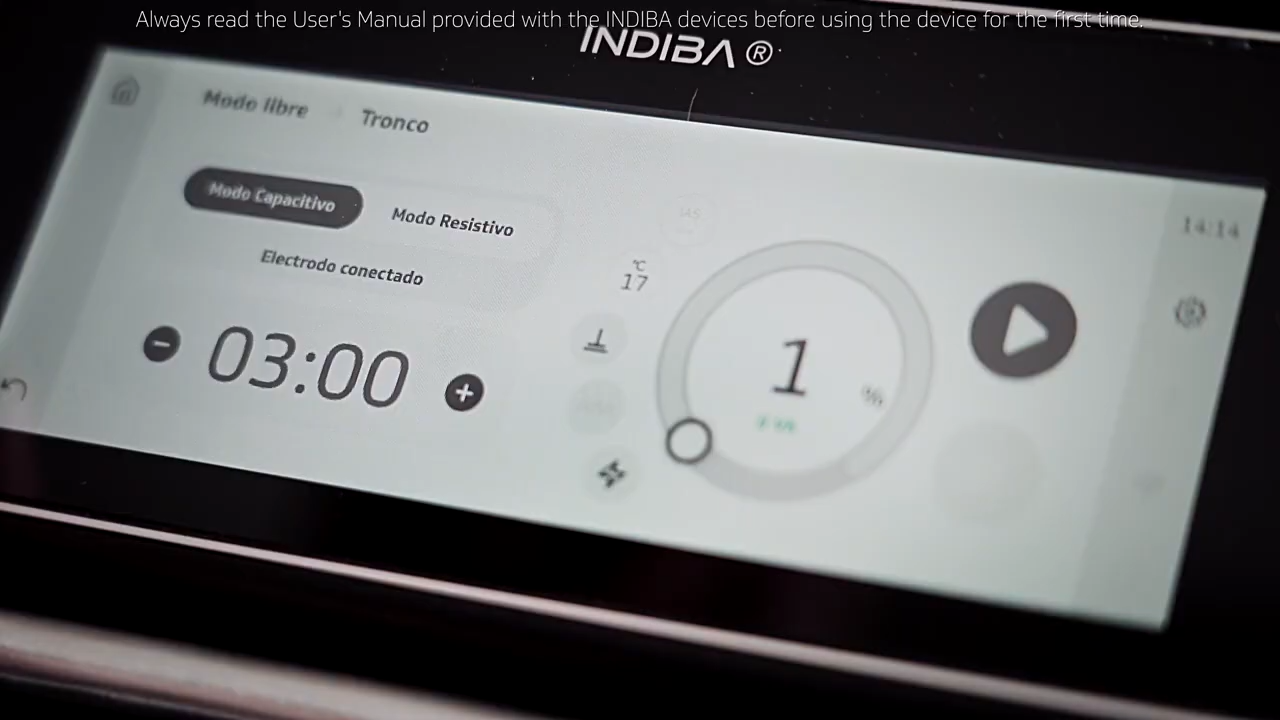 Always read the User's Manual provided with the INDIBA devices before using the device for the first time.
INDIBA ®
Modo libre
Tronco
Modo Capacitivo
Modo Resistivo
14:14
Electrodo conectado
°C
17
03:00
1
%